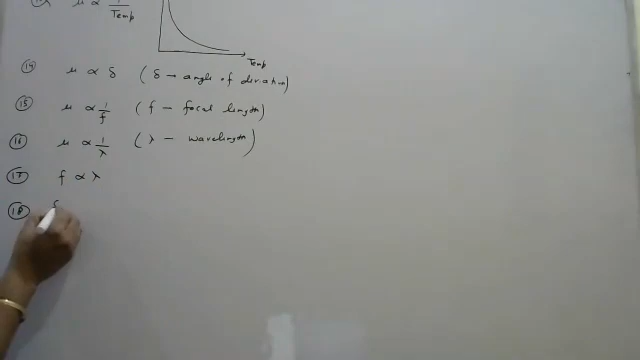 μ ∝ 1/Temp
Temp
(14) μ ∝ δ (δ → angle of deviation)
(15) μ ∝ 1/f (f - focal length)
(16) μ ∝ 1/λ (λ - wavelength)
(17) f ∝ λ
(18)